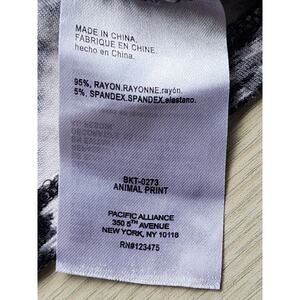 MADE IN CHINA.
FABRIQUE EN CHINE.
hecho en China.
95%, RAYON.RAYONNE.rayón.
5%, SPANDEX.SPANDEX.elastano.
BKT-0273
ANIMAL PRINT
PACIFIC ALLIANCE
350 5TH AVENUE
NEW YORK, NY 10118
RN#123475